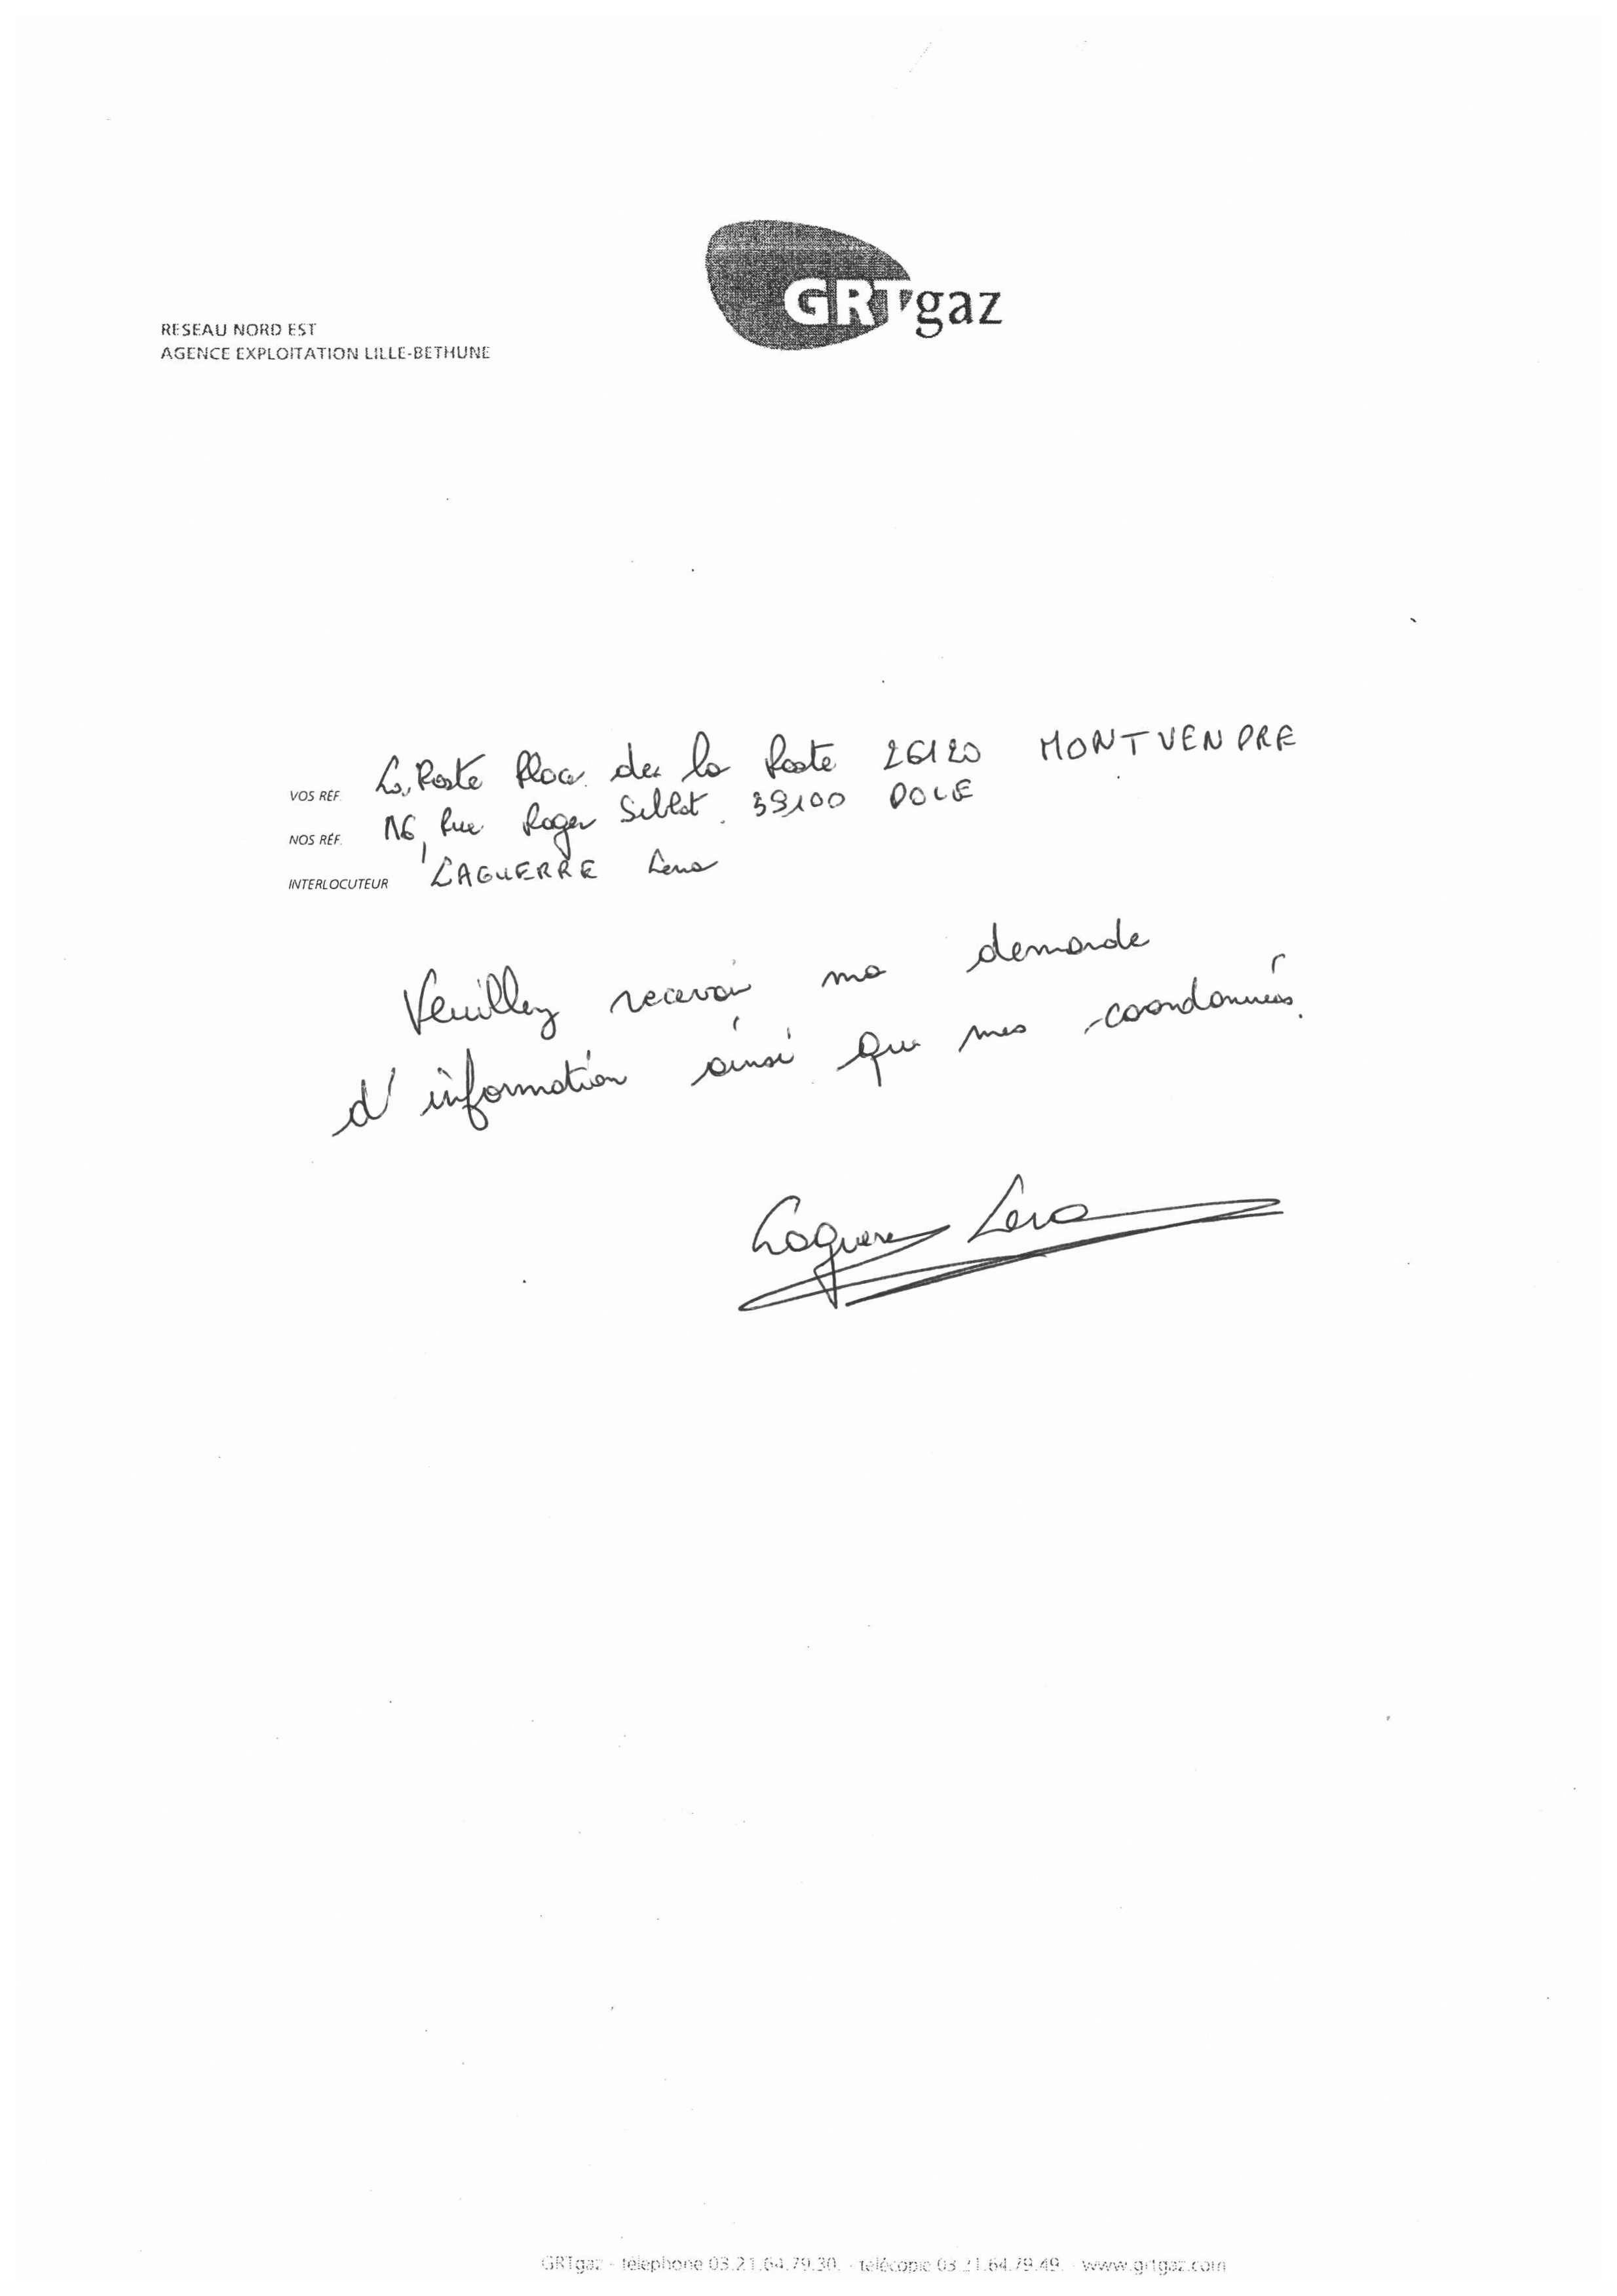 GRTgaz
RESEAU NORD EST
AGENCE EXPLOITATION LILLE-BETHUNE
VOS RÉF. La Poste Place de la Poste 26120 MONTVENDRE
NOS RÉF. 16, Rue Roger Siblot. 39100 DOLE
INTERLOCUTEUR LAGUERRE Lena
Veuillez recevoir ma demande
d'information ainsi que mes coordonnées.
Laguerre Lena
GRTgaz - téléphone 03.21.64.79.30. - télécopie 03.21.64.79.49. - www.grtgaz.com